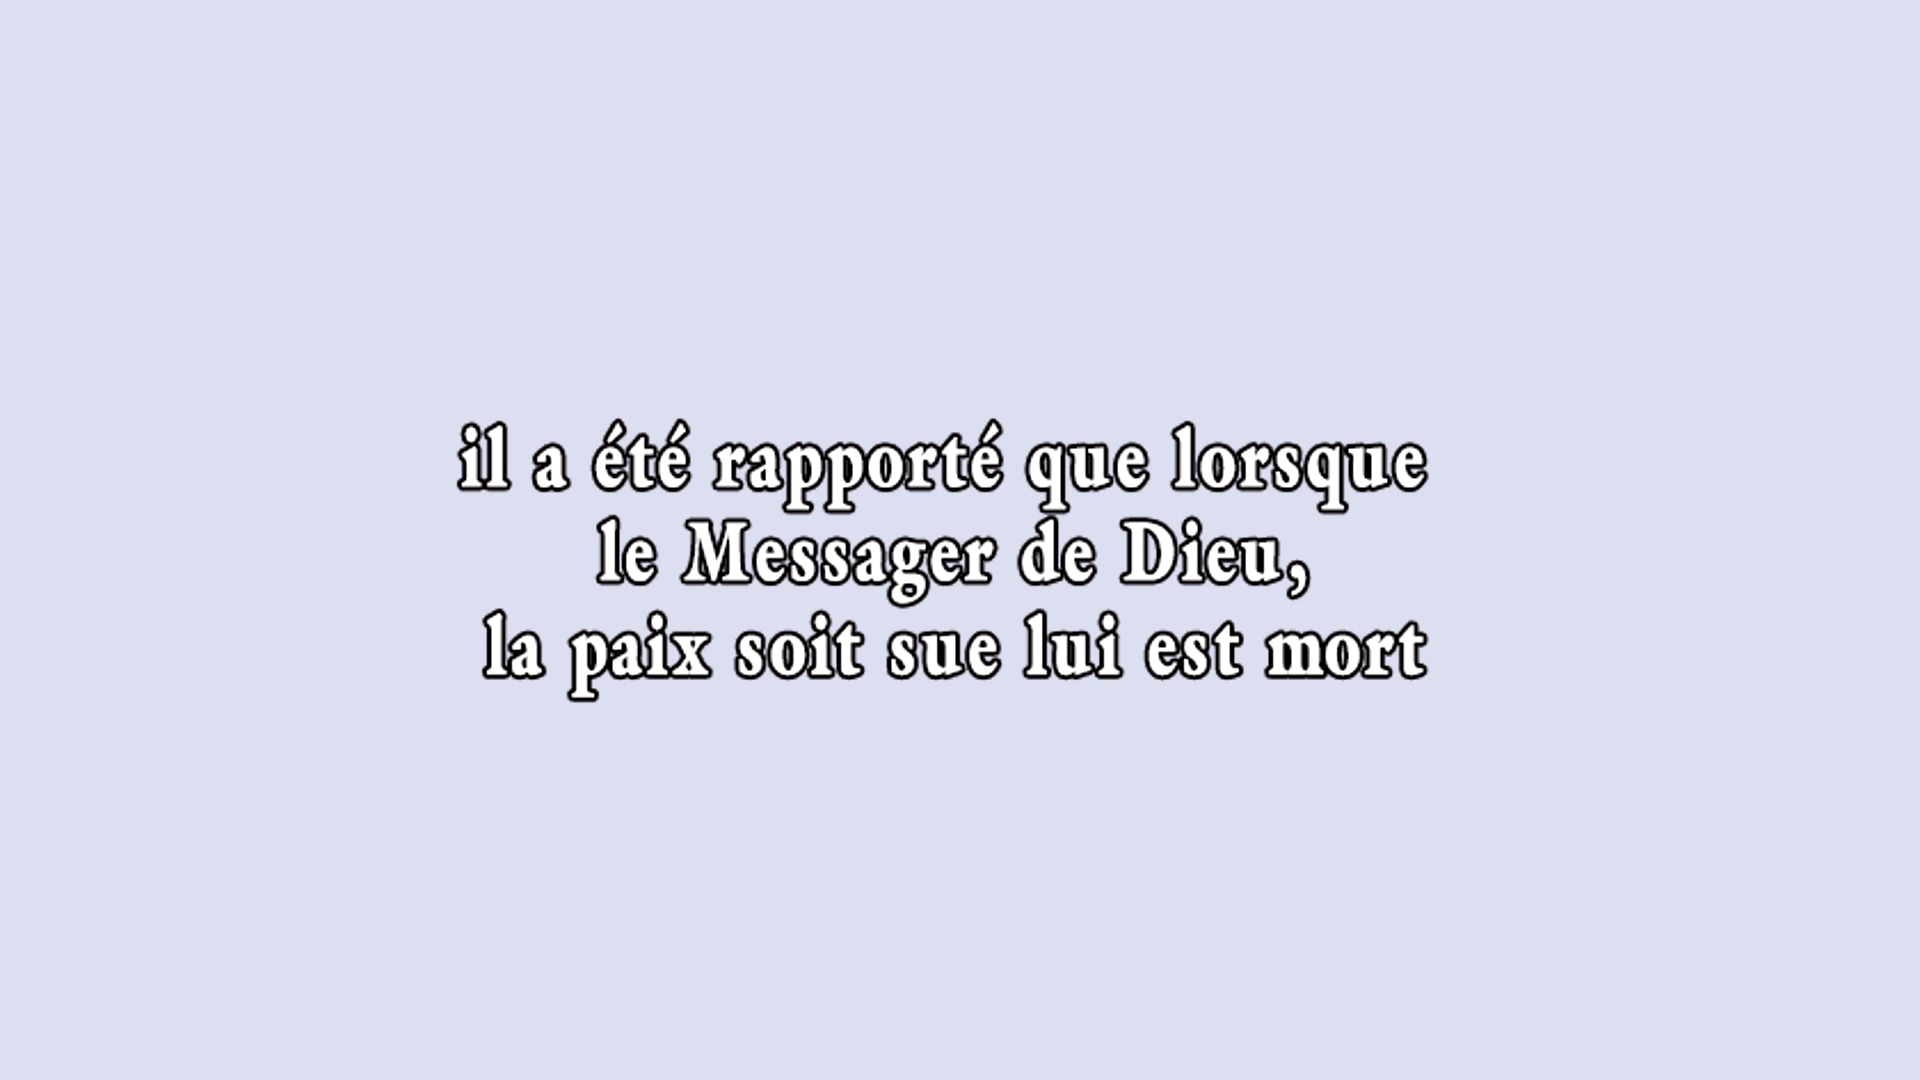 il a été rapporté que lorsque
le Messager de Dieu,
la paix soit sue lui est mort